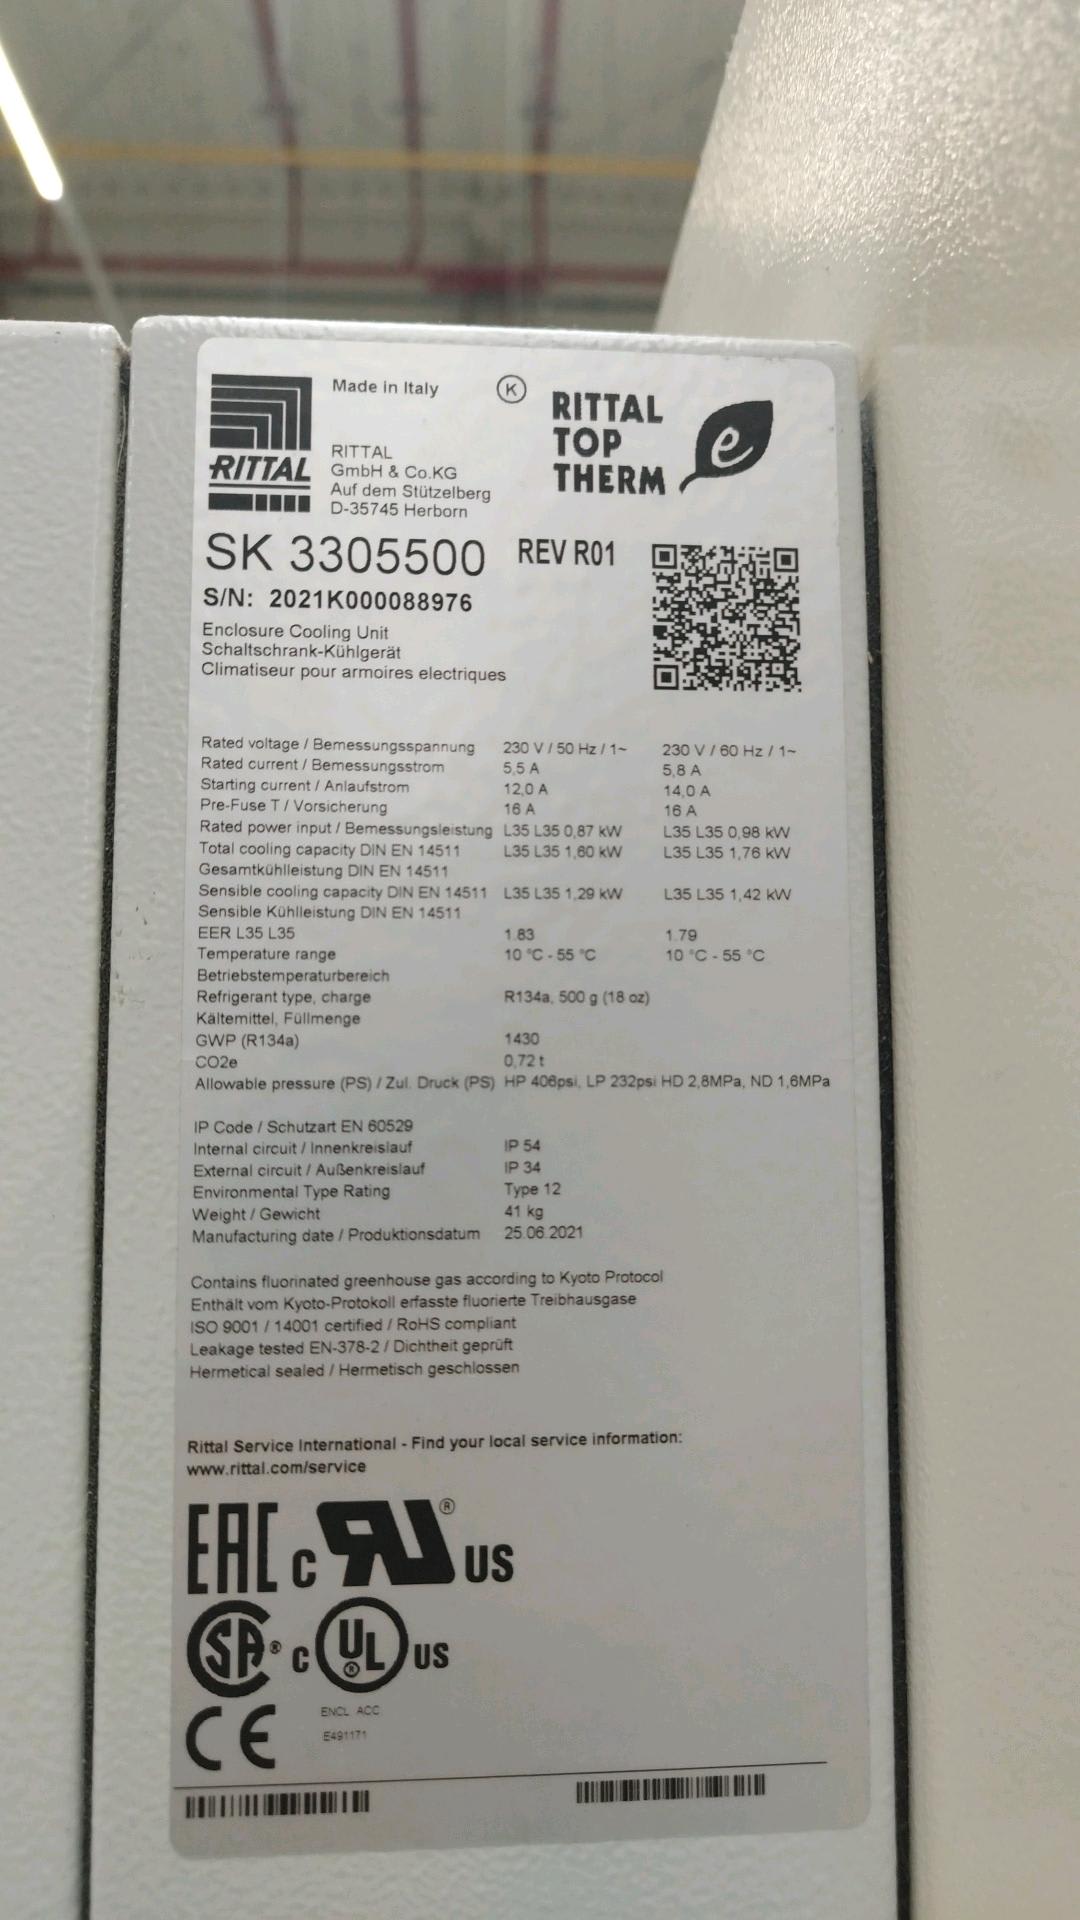 Made in Italy
K
RITTAL
TOP
THERM
e
RITTAL
RITTAL
GmbH & Co.KG
Auf dem Stützelberg
D-35745 Herborn
SK 3305500 REV R01
S/N: 2021K000088976
Enclosure Cooling Unit
Schaltschrank-Kühlgerät
Climatiseur pour armoires electriques
Rated voltage / Bemessungsspannung 230 V / 50 Hz / 1~ 230 V / 60 Hz / 1~
Rated current / Bemessungsstrom 5,5 A 5,8 A
Starting current / Anlaufstrom 12,0 A 14,0 A
Pre-Fuse T / Vorsicherung 16 A 16 A
Rated power input / Bemessungsleistung L35 L35 0,87 kW L35 L35 0,98 kW
Total cooling capacity DIN EN 14511 L35 L35 1,60 kW L35 L35 1,76 kW
Gesamtkühlleistung DIN EN 14511
Sensible cooling capacity DIN EN 14511 L35 L35 1,29 kW L35 L35 1,42 kW
Sensible Kühlleistung DIN EN 14511
EER L35 L35 1.83 1.79
Temperature range 10 °C - 55 °C 10 °C - 55 °C
Betriebstemperaturbereich
Refrigerant type, charge R134a, 500 g (18 oz)
Kältemittel, Füllmenge
GWP (R134a) 1430
CO2e 0,72 t
Allowable pressure (PS) / Zul. Druck (PS) HP 406psi, LP 232psi HD 2,8MPa, ND 1,6MPa
IP Code / Schutzart EN 60529
Internal circuit / Innenkreislauf IP 54
External circuit / Außenkreislauf IP 34
Environmental Type Rating Type 12
Weight / Gewicht 41 kg
Manufacturing date / Produktionsdatum 25.06.2021
Contains fluorinated greenhouse gas according to Kyoto Protocol
Enthält vom Kyoto-Protokoll erfasste fluorierte Treibhausgase
ISO 9001 / 14001 certified / RoHS compliant
Leakage tested EN-378-2 / Dichtheit geprüft
Hermetical sealed / Hermetisch geschlossen
Rittal Service International - Find your local service information:
www.rittal.com/service
EAC c RU® US
SA® c UL® US
CE ENCL ACC
E491171